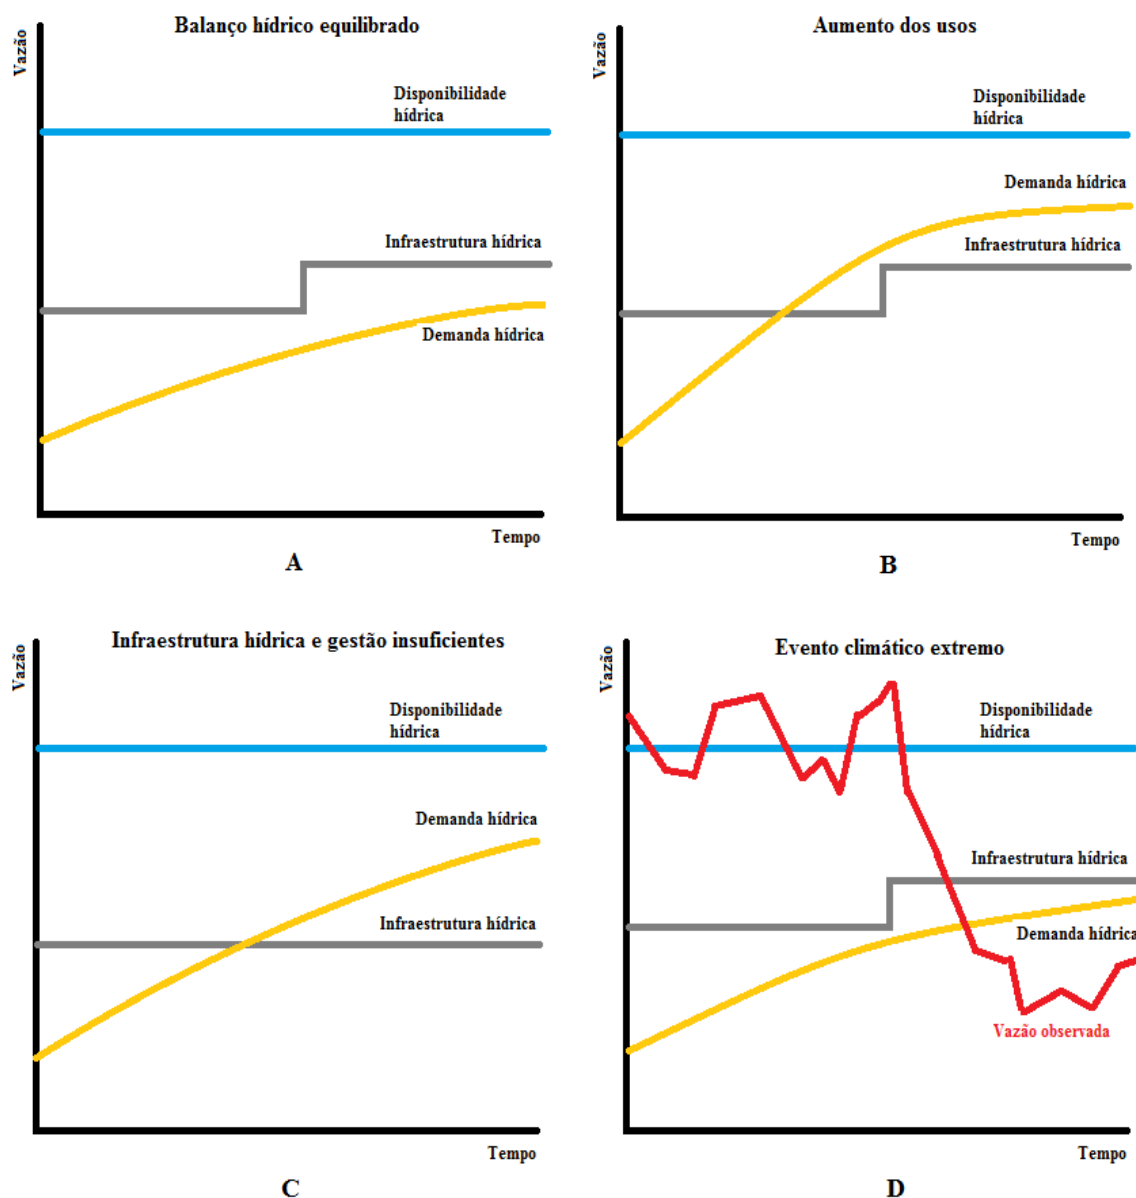 Balanço hídrico equilibrado
Vazão
Disponibilidade
hídrica
Infraestrutura hídrica
Demanda hídrica
Tempo
A
Aumento dos usos
Vazão
Disponibilidade
hídrica
Demanda hídrica
Infraestrutura hídrica
Tempo
B
Infraestrutura hídrica e gestão insuficientes
Vazão
Disponibilidade
hídrica
Demanda hídrica
Infraestrutura hídrica
Tempo
C
Evento climático extremo
Vazão
Disponibilidade
hídrica
Infraestrutura hídrica
Demanda hídrica
Vazão observada
Tempo
D